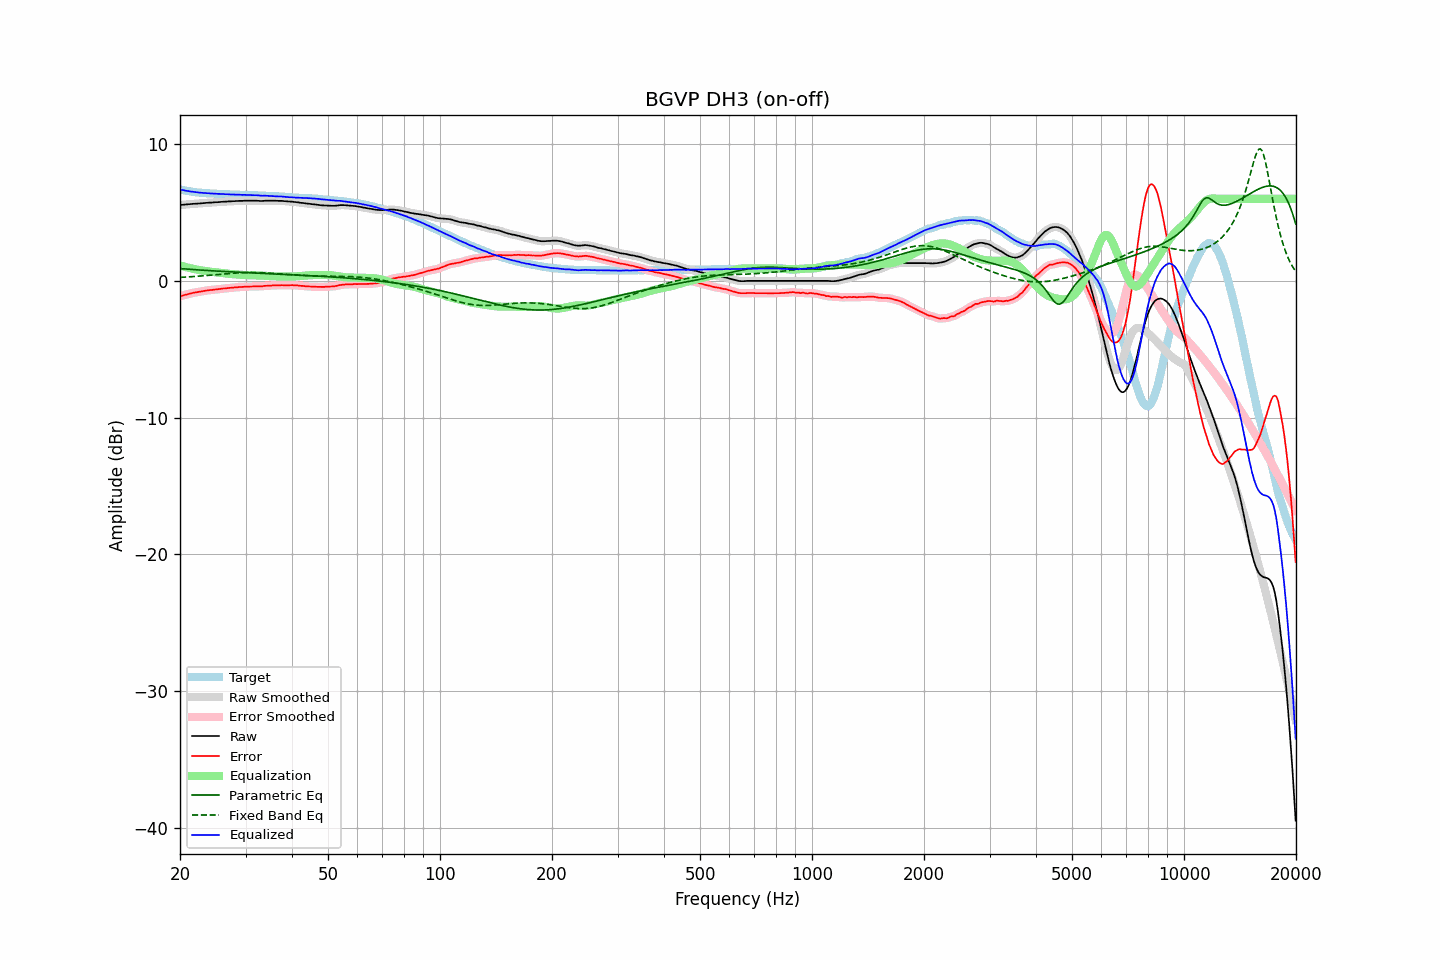 BGVP DH3 (on-off)
Amplitude (dBr)
10
0
−10
−20
−30
−40
Target
Raw Smoothed
Error Smoothed
Raw
Error
Equalization
Parametric Eq
Fixed Band Eq
Equalized
20 50 100 200 500 1000 2000 5000 10000 20000
Frequency (Hz)